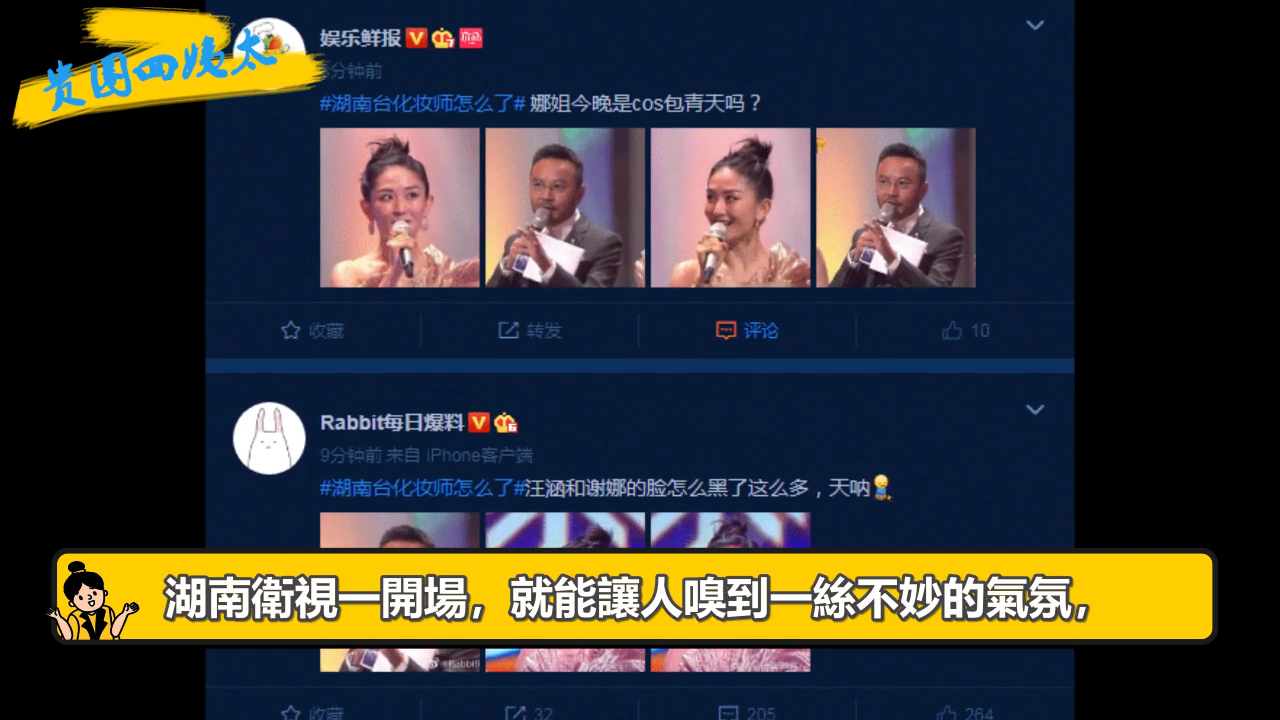 贵围四姨太
娱乐鲜报
5分钟前
#湖南台化妆师怎么了# 娜姐今晚是cos包青天吗？
收藏
转发
评论
10
Rabbit每日爆料
9分钟前 来自 iPhone客户端
#湖南台化妆师怎么了#汪涵和谢娜的脸怎么黑了这么多，天呐
湖南衛視一開場，就能讓人嗅到一絲不妙的氣氛，
收藏
32
205
264